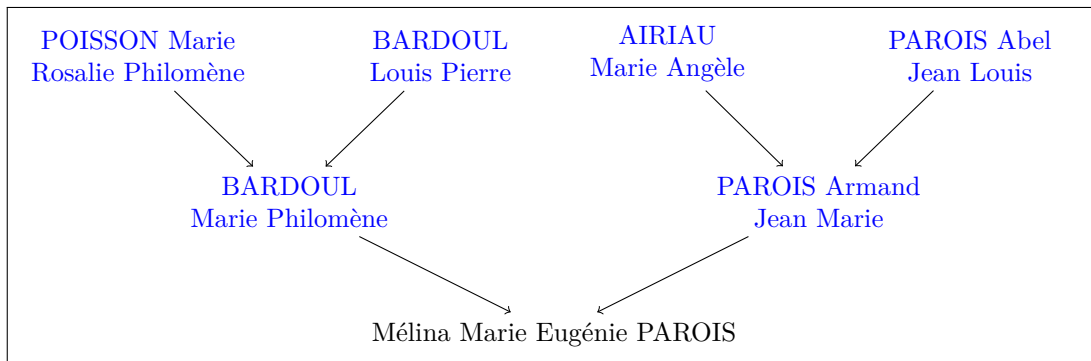 POISSON Marie
Rosalie Philomène
BARDOUL
Louis Pierre
AIRIAU
Marie Angèle
PAROIS Abel
Jean Louis
BARDOUL
Marie Philomène
PAROIS Armand
Jean Marie
Mélina Marie Eugénie PAROIS